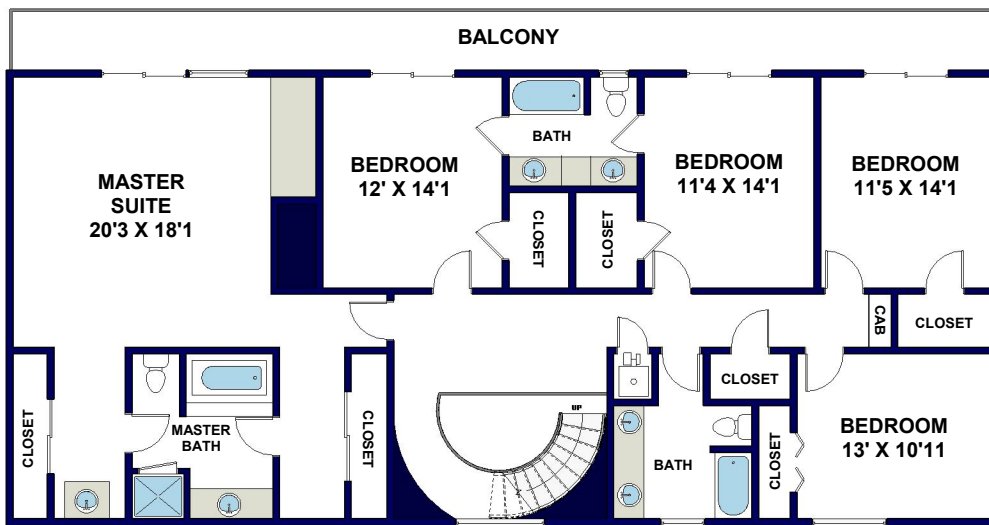 BALCONY
MASTER
SUITE
20'3 X 18'1
BEDROOM
12' X 14'1
BATH
BEDROOM
11'4 X 14'1
BEDROOM
11'5 X 14'1
CLOSET
CLOSET
CAB
CLOSET
CLOSET
MASTER
BATH
CLOSET
UP
BATH
CLOSET
CLOSET
BEDROOM
13' X 10'11